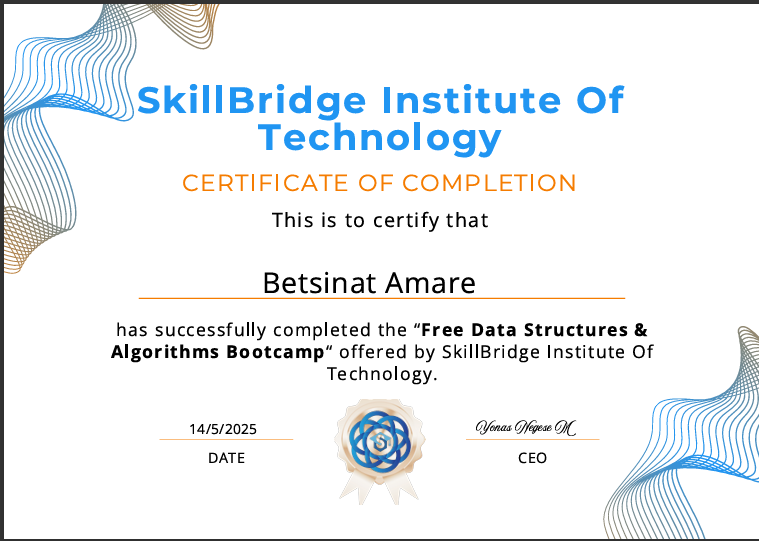 SkillBridge Institute Of
Technology
CERTIFICATE OF COMPLETION
This is to certify that
Betsinat Amare
has successfully completed the “Free Data Structures &
Algorithms Bootcamp“ offered by SkillBridge Institute Of
Technology.
14/5/2025
Yonas Negese M
DATE
CEO